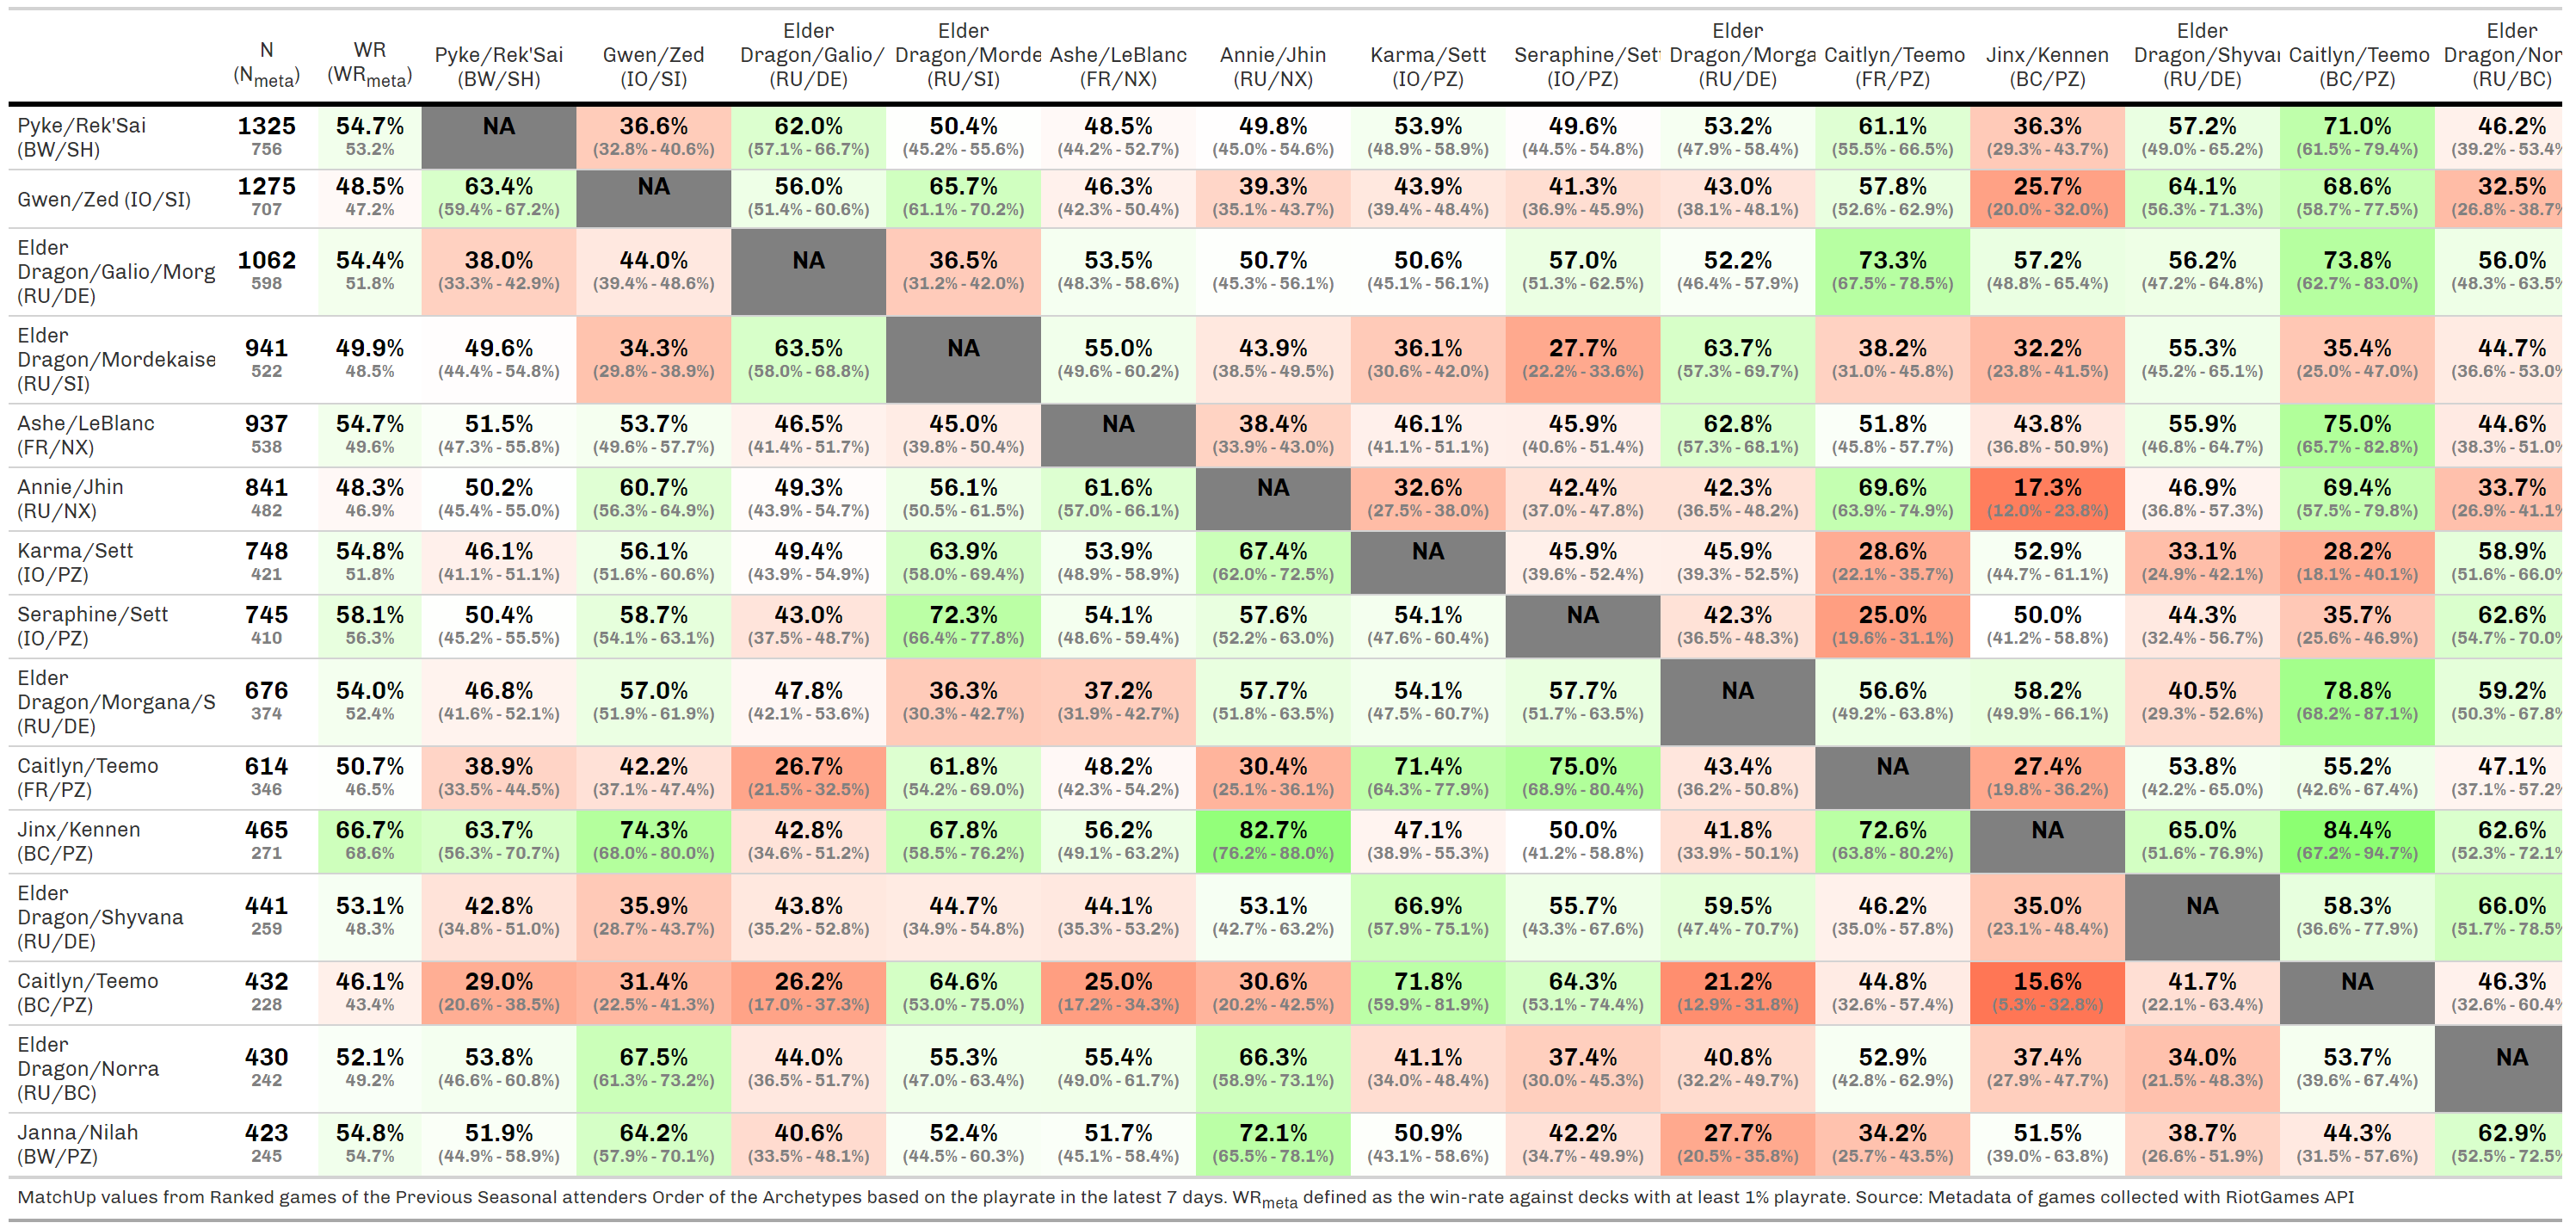 N (Nmeta) WR (WRmeta) Pyke/Rek'Sai (BW/SH) Gwen/Zed (IO/SI) Elder Dragon/Galio/ (RU/DE) Elder Dragon/Morde (RU/SI) Ashe/LeBlanc (FR/NX) Annie/Jhin (RU/NX) Karma/Sett (IO/PZ) Seraphine/Sett (IO/PZ) Elder Dragon/Morga (RU/DE) Caitlyn/Teemo (FR/PZ) Jinx/Kennen (BC/PZ) Elder Dragon/Shyvar (RU/DE) Caitlyn/Teemo (BC/PZ) Elder Dragon/Nor (RU/BC)
Pyke/Rek'Sai 1325 54.7% NA 36.6% 62.0% 50.4% 48.5% 49.8% 53.9% 49.6% 53.2% 61.1% 36.3% 57.2% 71.0% 46.2%
(BW/SH) 756 53.2% (32.8% - 40.6%) (57.1% - 66.7%) (45.2% - 55.6%) (44.2% - 52.7%) (45.0% - 54.6%) (48.9% - 58.9%) (44.5% - 54.8%) (47.9% - 58.4%) (55.5% - 66.5%) (29.3% - 43.7%) (49.0% - 65.2%) (61.5% - 79.4%) (39.2% - 53.4%
Gwen/Zed (IO/SI) 1275 48.5% 63.4% NA 56.0% 65.7% 46.3% 39.3% 43.9% 41.3% 43.0% 57.8% 25.7% 64.1% 68.6% 32.5%
707 47.2% (59.4% - 67.2%) (51.4% - 60.6%) (61.1% - 70.2%) (42.3% - 50.4%) (35.1% - 43.7%) (39.4% - 48.4%) (36.9% - 45.9%) (38.1% - 48.1%) (52.6% - 62.9%) (20.0% - 32.0%) (56.3% - 71.3%) (58.7% - 77.5%) (26.8% - 38.7%
Elder Dragon/Galio/Morg (RU/DE) 1062 54.4% 38.0% 44.0% NA 36.5% 53.5% 50.7% 50.6% 57.0% 52.2% 73.3% 57.2% 56.2% 73.8% 56.0%
598 51.8% (33.3% - 42.9%) (39.4% - 48.6%) (31.2% - 42.0%) (48.3% - 58.6%) (45.3% - 56.1%) (45.1% - 56.1%) (51.3% - 62.5%) (46.4% - 57.9%) (67.5% - 78.5%) (48.8% - 65.4%) (47.2% - 64.8%) (62.7% - 83.0%) (48.3% - 63.5%
Elder Dragon/Mordekaise (RU/SI) 941 49.9% 49.6% 34.3% 63.5% NA 55.0% 43.9% 36.1% 27.7% 63.7% 38.2% 32.2% 55.3% 35.4% 44.7%
522 48.5% (44.4% - 54.8%) (29.8% - 38.9%) (58.0% - 68.8%) (49.6% - 60.2%) (38.5% - 49.5%) (30.6% - 42.0%) (22.2% - 33.6%) (57.3% - 69.7%) (31.0% - 45.8%) (23.8% - 41.5%) (45.2% - 65.1%) (25.0% - 47.0%) (36.6% - 53.0%
Ashe/LeBlanc 937 54.7% 51.5% 53.7% 46.5% 45.0% NA 38.4% 46.1% 45.9% 62.8% 51.8% 43.8% 55.9% 75.0% 44.6%
(FR/NX) 538 49.6% (47.3% - 55.8%) (49.6% - 57.7%) (41.4% - 51.7%) (39.8% - 50.4%) (33.9% - 43.0%) (41.1% - 51.1%) (40.6% - 51.4%) (57.3% - 68.1%) (45.8% - 57.7%) (36.8% - 50.9%) (46.8% - 64.7%) (65.7% - 82.8%) (38.3% - 51.0%
Annie/Jhin 841 48.3% 50.2% 60.7% 49.3% 56.1% 61.6% NA 32.6% 42.4% 42.3% 69.6% 17.3% 46.9% 69.4% 33.7%
(RU/NX) 482 46.9% (45.4% - 55.0%) (56.3% - 64.9%) (43.9% - 54.7%) (50.5% - 61.5%) (57.0% - 66.1%) (27.5% - 38.0%) (37.0% - 47.8%) (36.5% - 48.2%) (63.9% - 74.9%) (12.0% - 23.8%) (36.8% - 57.3%) (57.5% - 79.8%) (26.9% - 41.1%
Karma/Sett 748 54.8% 46.1% 56.1% 49.4% 63.9% 53.9% 67.4% NA 45.9% 45.9% 28.6% 52.9% 33.1% 28.2% 58.9%
(IO/PZ) 421 51.8% (41.1% - 51.1%) (51.6% - 60.6%) (43.9% - 54.9%) (58.0% - 69.4%) (48.9% - 58.9%) (62.0% - 72.5%) (39.6% - 52.4%) (39.3% - 52.5%) (22.1% - 35.7%) (44.7% - 61.1%) (24.9% - 42.1%) (18.1% - 40.1%) (51.6% - 66.0%
Seraphine/Sett 745 58.1% 50.4% 58.7% 43.0% 72.3% 54.1% 57.6% 54.1% NA 42.3% 25.0% 50.0% 44.3% 35.7% 62.6%
(IO/PZ) 410 56.3% (45.2% - 55.5%) (54.1% - 63.1%) (37.5% - 48.7%) (66.4% - 77.8%) (48.6% - 59.4%) (52.2% - 63.0%) (47.6% - 60.4%) (36.5% - 48.3%) (19.6% - 31.1%) (41.2% - 58.8%) (32.4% - 56.7%) (25.6% - 46.9%) (54.7% - 70.0%
Elder Dragon/Morgana/S (RU/DE) 676 54.0% 46.8% 57.0% 47.8% 36.3% 37.2% 57.7% 54.1% 57.7% NA 56.6% 58.2% 40.5% 78.8% 59.2%
374 52.4% (41.6% - 52.1%) (51.9% - 61.9%) (42.1% - 53.6%) (30.3% - 42.7%) (31.9% - 42.7%) (51.8% - 63.5%) (47.5% - 60.7%) (51.7% - 63.5%) (49.2% - 63.8%) (49.9% - 66.1%) (29.3% - 52.6%) (68.2% - 87.1%) (50.3% - 67.8%
Caitlyn/Teemo 614 50.7% 38.9% 42.2% 26.7% 61.8% 48.2% 30.4% 71.4% 75.0% 43.4% NA 27.4% 53.8% 55.2% 47.1%
(FR/PZ) 346 46.5% (33.5% - 44.5%) (37.1% - 47.4%) (21.5% - 32.5%) (54.2% - 69.0%) (42.3% - 54.2%) (25.1% - 36.1%) (64.3% - 77.9%) (68.9% - 80.4%) (36.2% - 50.8%) (19.8% - 36.2%) (42.2% - 65.0%) (42.6% - 67.4%) (37.1% - 57.2%
Jinx/Kennen 465 66.7% 63.7% 74.3% 42.8% 67.8% 56.2% 82.7% 47.1% 50.0% 41.8% 72.6% NA 65.0% 84.4% 62.6%
(BC/PZ) 271 68.6% (56.3% - 70.7%) (68.0% - 80.0%) (34.6% - 51.2%) (58.5% - 76.2%) (49.1% - 63.2%) (76.2% - 88.0%) (38.9% - 55.3%) (41.2% - 58.8%) (33.9% - 50.1%) (63.8% - 80.2%) (51.6% - 76.9%) (67.2% - 94.7%) (52.3% - 72.1%
Elder Dragon/Shyvana (RU/DE) 441 53.1% 42.8% 35.9% 43.8% 44.7% 44.1% 53.1% 66.9% 55.7% 59.5% 46.2% 35.0% NA 58.3% 66.0%
259 48.3% (34.8% - 51.0%) (28.7% - 43.7%) (35.2% - 52.8%) (34.9% - 54.8%) (35.3% - 53.2%) (42.7% - 63.2%) (57.9% - 75.1%) (43.3% - 67.6%) (47.4% - 70.7%) (35.0% - 57.8%) (23.1% - 48.4%) (36.6% - 77.9%) (51.7% - 78.5%
Caitlyn/Teemo 432 46.1% 29.0% 31.4% 26.2% 64.6% 25.0% 30.6% 71.8% 64.3% 21.2% 44.8% 15.6% 41.7% NA 46.3%
(BC/PZ) 228 43.4% (20.6% - 38.5%) (22.5% - 41.3%) (17.0% - 37.3%) (53.0% - 75.0%) (17.2% - 34.3%) (20.2% - 42.5%) (59.9% - 81.9%) (53.1% - 74.4%) (12.9% - 31.8%) (32.6% - 57.4%) (5.3% - 32.8%) (22.1% - 63.4%) (32.6% - 60.4%
Elder Dragon/Norra (RU/BC) 430 52.1% 53.8% 67.5% 44.0% 55.3% 55.4% 66.3% 41.1% 37.4% 40.8% 52.9% 37.4% 34.0% 53.7% NA
242 49.2% (46.6% - 60.8%) (61.3% - 73.2%) (36.5% - 51.7%) (47.0% - 63.4%) (49.0% - 61.7%) (58.9% - 73.1%) (34.0% - 48.4%) (30.0% - 45.3%) (32.2% - 49.7%) (42.8% - 62.9%) (27.9% - 47.7%) (21.5% - 48.3%) (39.6% - 67.4%)
Janna/Nilah 423 54.8% 51.9% 64.2% 40.6% 52.4% 51.7% 72.1% 50.9% 42.2% 27.7% 34.2% 51.5% 38.7% 44.3% 62.9%
(BW/PZ) 245 54.7% (44.9% - 58.9%) (57.9% - 70.1%) (33.5% - 48.1%) (44.5% - 60.3%) (45.1% - 58.4%) (65.5% - 78.1%) (43.1% - 58.6%) (34.7% - 49.9%) (20.5% - 35.8%) (25.7% - 43.5%) (39.0% - 63.8%) (26.6% - 51.9%) (31.5% - 57.6%) (52.5% - 72.5%
MatchUp values from Ranked games of the Previous Seasonal attenders Order of the Archetypes based on the playrate in the latest 7 days. WRmeta defined as the win-rate against decks with at least 1% playrate. Source: Metadata of games collected with RiotGames API